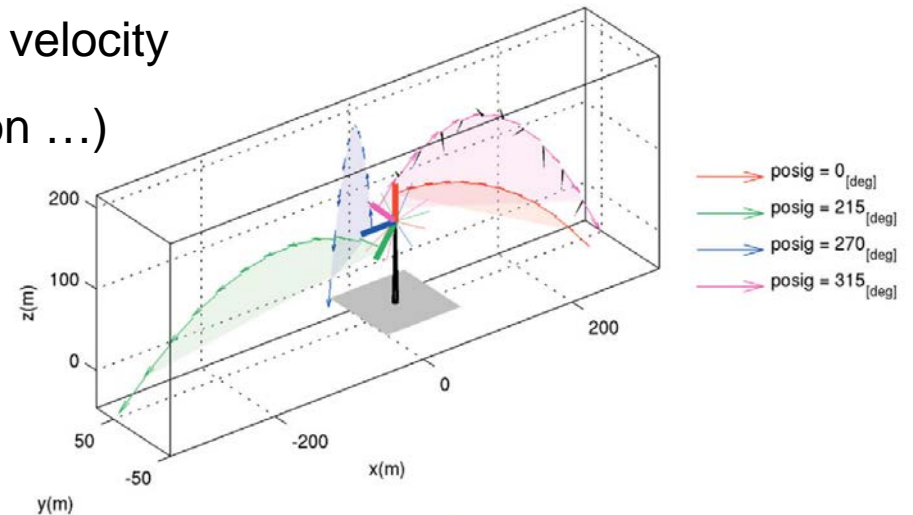 velocity
on …)
200
100
0
z(m)
50
-50
y(m)
-200
0
200
x(m)
posig = 0[deg]
posig = 215[deg]
posig = 270[deg]
posig = 315[deg]